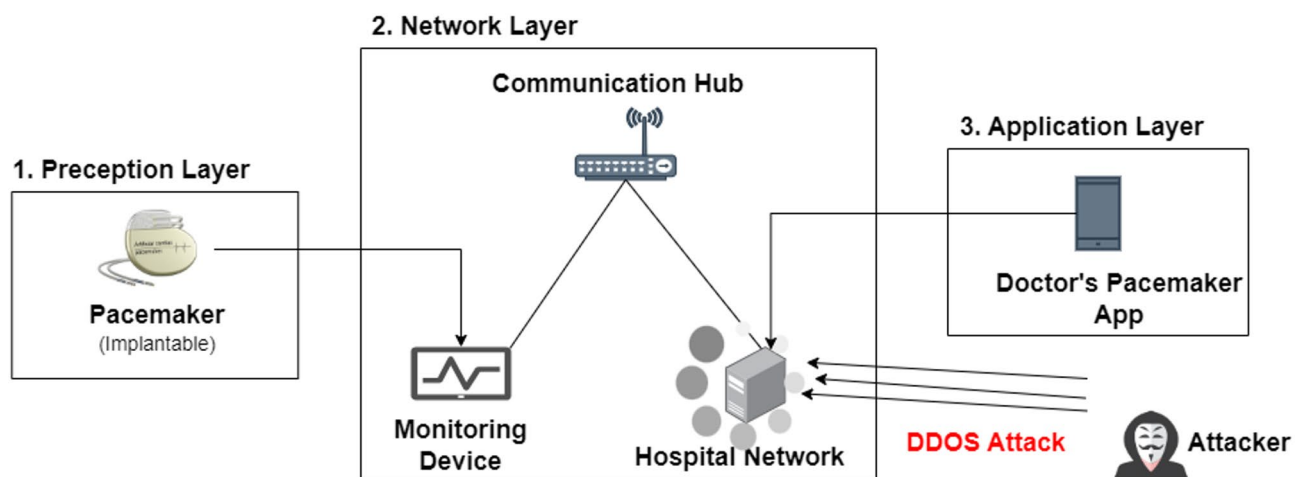 2. Network Layer
Communication Hub
3. Application Layer
1. Preception Layer
Pacemaker
(Implantable)
Doctor's Pacemaker
App
Monitoring
Device
Hospital Network
DDOS Attack
Attacker